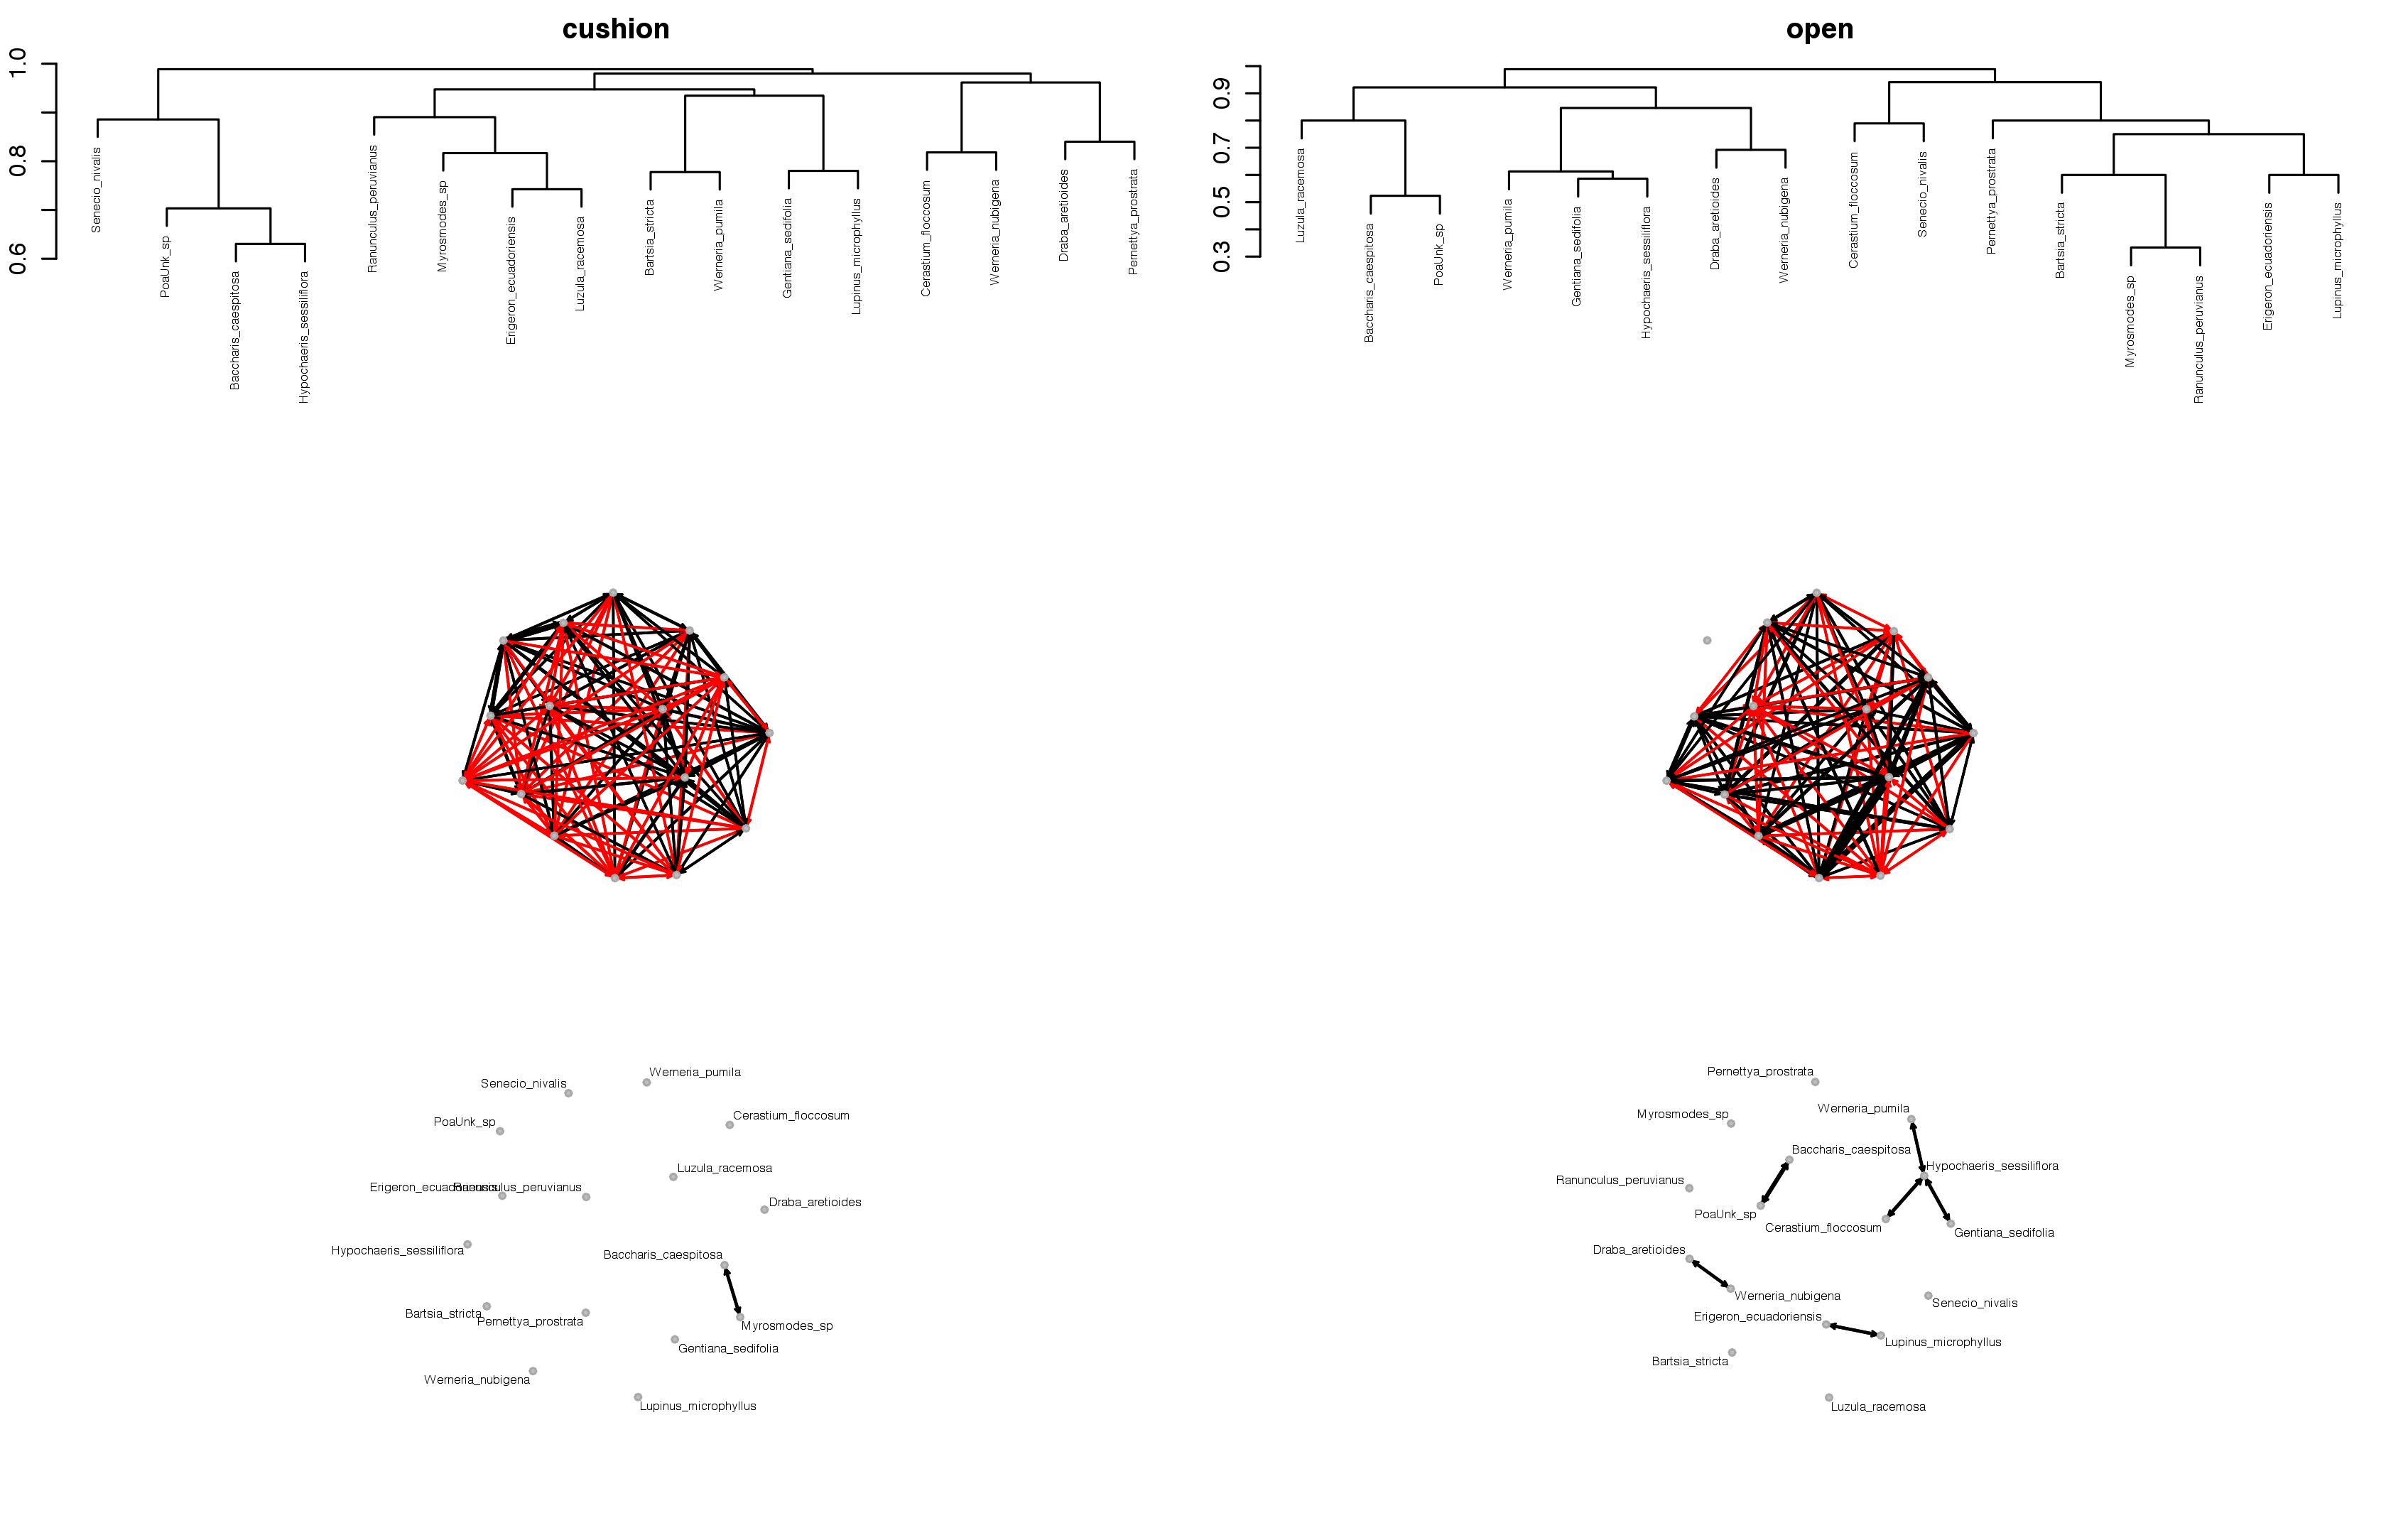 cushion
1.0
0.8
0.6
Senecio_nivalis
PoaUnk_sp
Baccharis_caespitosa
Hypochaeris_sessiliflora
Ranunculus_peruvianus
Myrosmodes_sp
Erigeron_ecuadoriensis
Luzula_racemosa
Bartsia_stricta
Werneria_pumila
Gentiana_sedifolia
Lupinus_microphyllus
Cerastium_floccosum
Werneria_nubigena
Draba_aretioides
Pernettya_prostrata
open
0.9
0.7
0.5
0.3
Luzula_racemosa
Baccharis_caespitosa
PoaUnk_sp
Werneria_pumila
Gentiana_sedifolia
Hypochaeris_sessiliflora
Draba_aretioides
Werneria_nubigena
Cerastium_floccosum
Senecio_nivalis
Pernettya_prostrata
Bartsia_stricta
Myrosmodes_sp
Ranunculus_peruvianus
Erigeron_ecuadoriensis
Lupinus_microphyllus
Werneria_pumila
Senecio_nivalis
Cerastium_floccosum
PoaUnk_sp
Luzula_racemosa
Erigeron_ecuadoriensis
Ranunculus_peruvianus
Draba_aretioides
Hypochaeris_sessiliflora
Baccharis_caespitosa
Bartsia_stricta
Pernettya_prostrata
Myrosmodes_sp
Gentiana_sedifolia
Werneria_nubigena
Lupinus_microphyllus
Pernettya_prostrata
Werneria_pumila
Myrosmodes_sp
Baccharis_caespitosa
Hypochaeris_sessiliflora
Ranunculus_peruvianus
PoaUnk_sp
Cerastium_floccosum
Gentiana_sedifolia
Draba_aretioides
Werneria_nubigena
Senecio_nivalis
Erigeron_ecuadoriensis
Lupinus_microphyllus
Bartsia_stricta
Luzula_racemosa